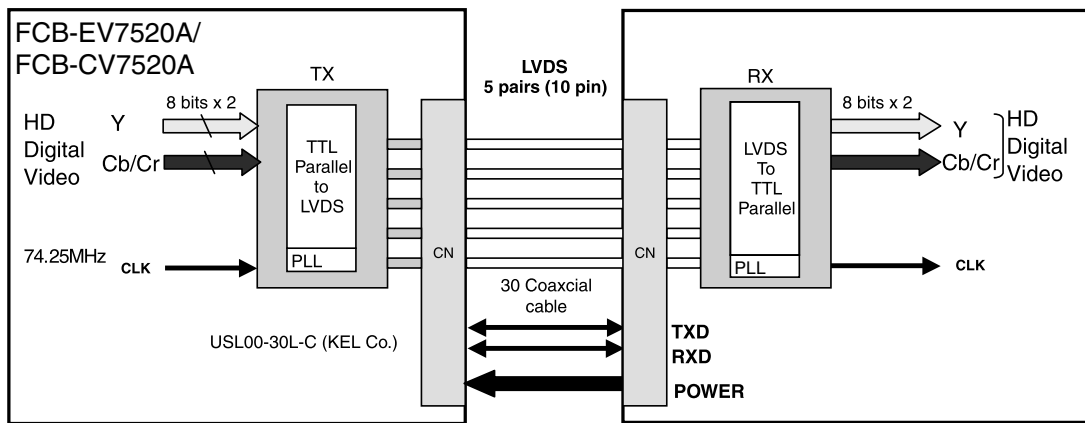 FCB-EV7520A/
FCB-CV7520A
TX
8 bits x 2
HD
Digital
Video
Y
Cb/Cr
TTL
Parallel
to
LVDS
PLL
74.25MHz
CLK
USL00-30L-C (KEL Co.)
CN
LVDS
5 pairs (10 pin)
30 Coaxcial
cable
CN
TXD
RXD
POWER
RX
LVDS
To
TTL
Parallel
PLL
8 bits x 2
Y
Cb/Cr
HD
Digital
Video
CLK